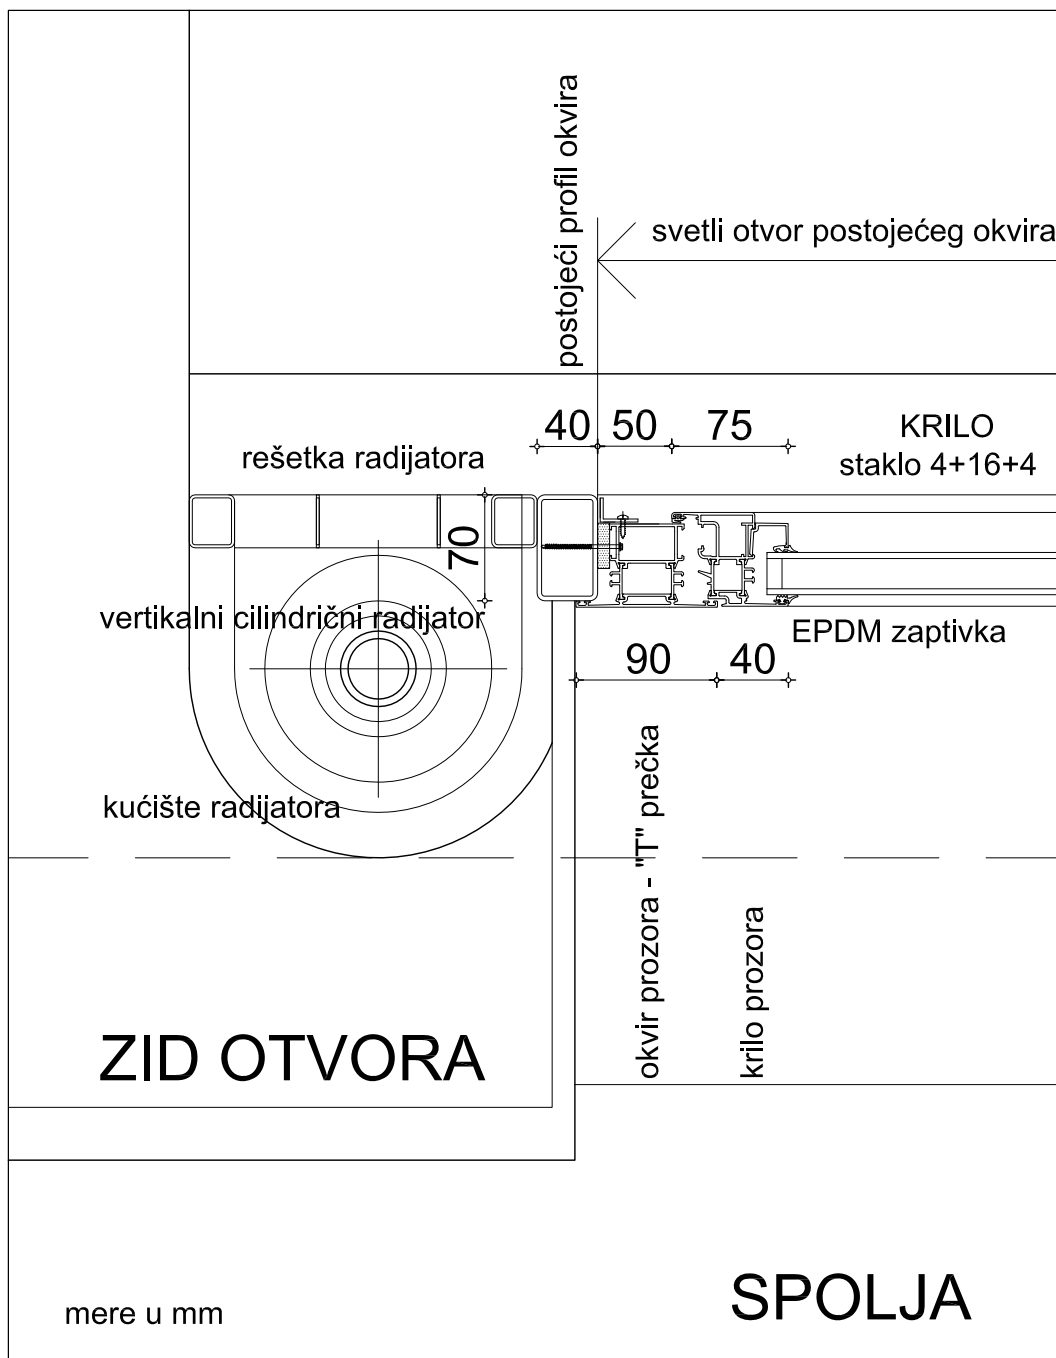 postojeći profil okvira
svetli otvor postojećeg okvira
40 50 75
KRILO
staklo 4+16+4
rešetka radijatora
70
vertikalni cilindrični radijator
EPDM zaptivka
90 40
kućište radijatora
okvir prozora - "T" prečka
krilo prozora
ZID OTVORA
SPOLJA
mere u mm